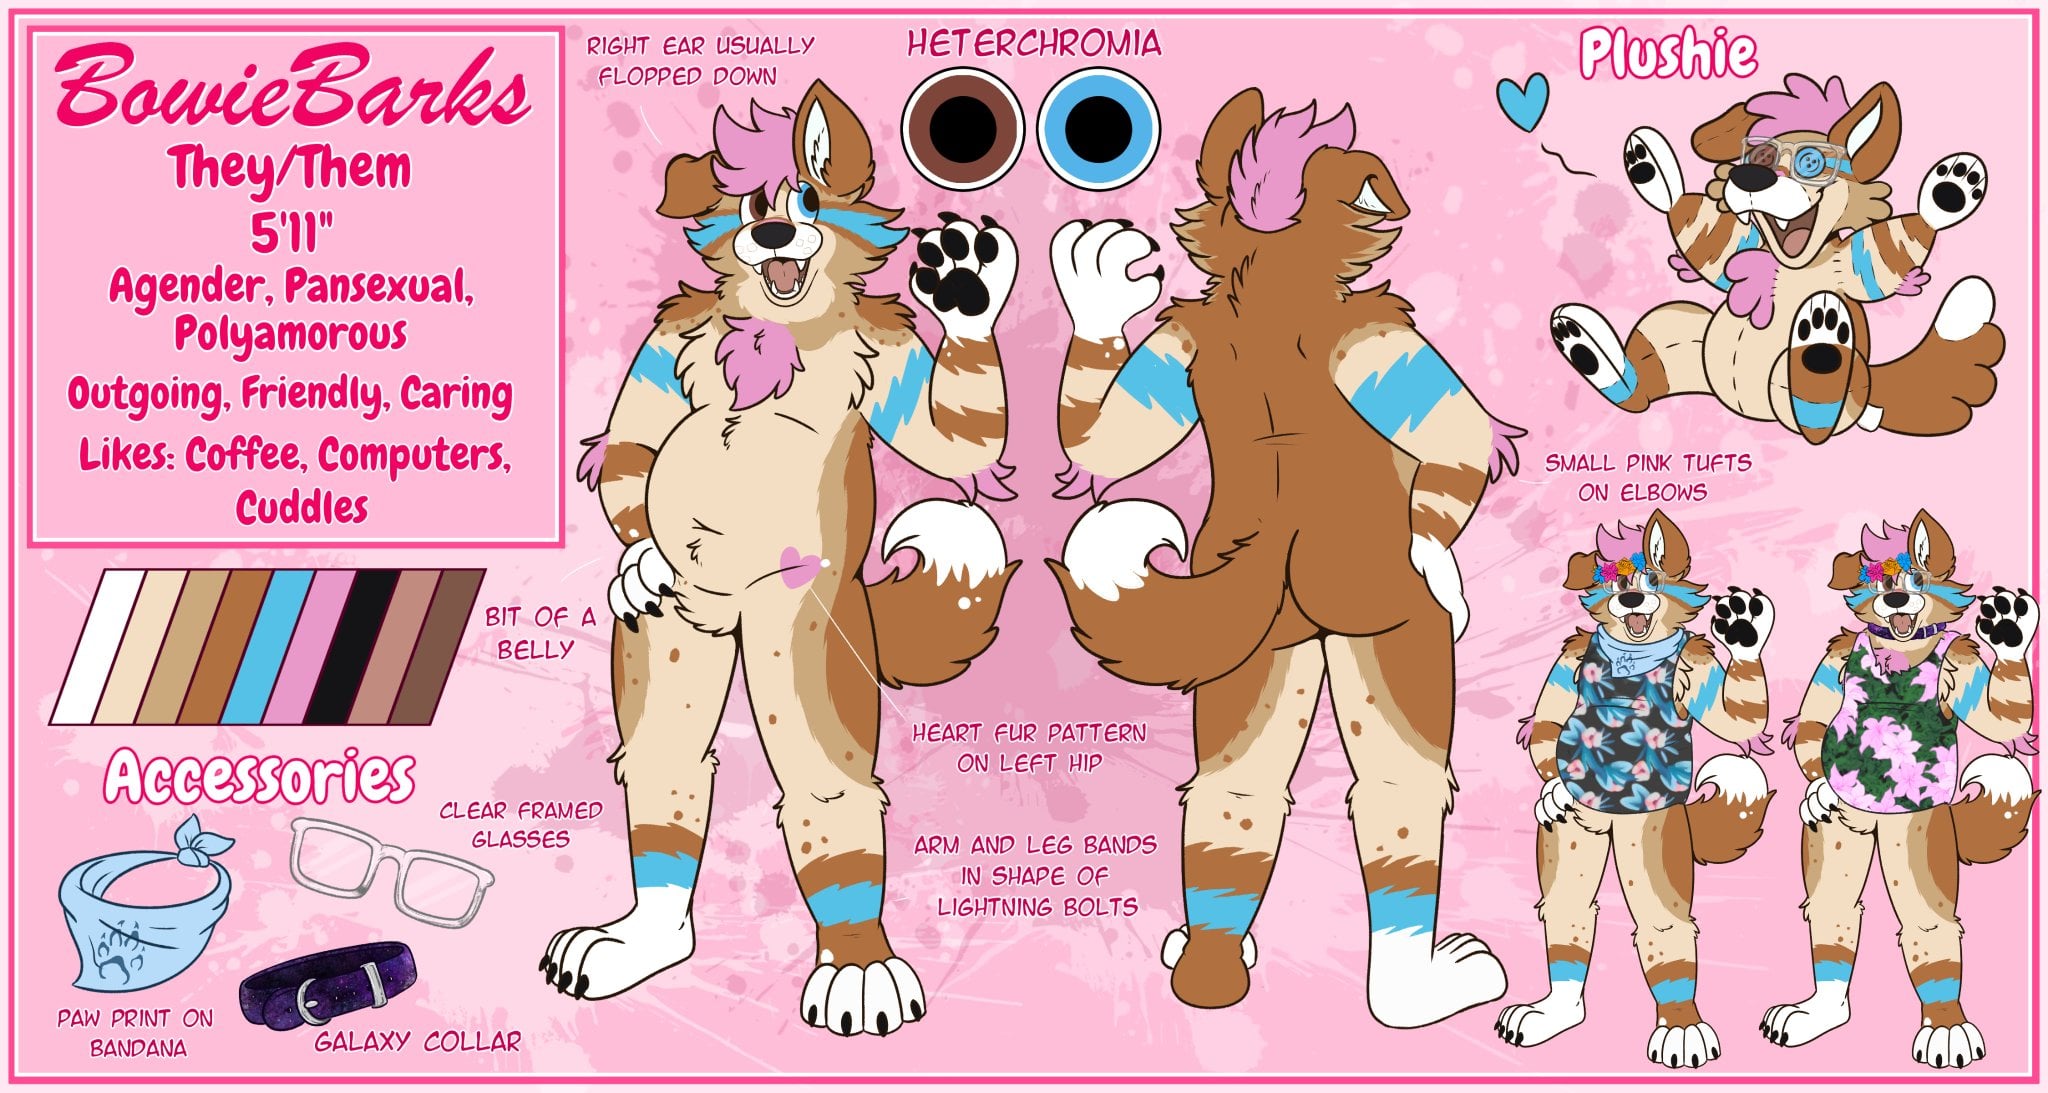 BowieBarks
They/Them
5'11"
Agender, Pansexual,
Polyamorous
Outgoing, Friendly, Caring
Likes: Coffee, Computers,
Cuddles
RIGHT EAR USUALLY
FLOPPED DOWN
HETERCHROMIA
Plushie
SMALL PINK TUFTS
ON ELBOWS
BIT OF A
BELLY
HEART FUR PATTERN
ON LEFT HIP
ARM AND LEG BANDS
IN SHAPE OF
LIGHTNING BOLTS
Accessories
CLEAR FRAMED
GLASSES
PAW PRINT ON
BANDANA
GALAXY COLLAR